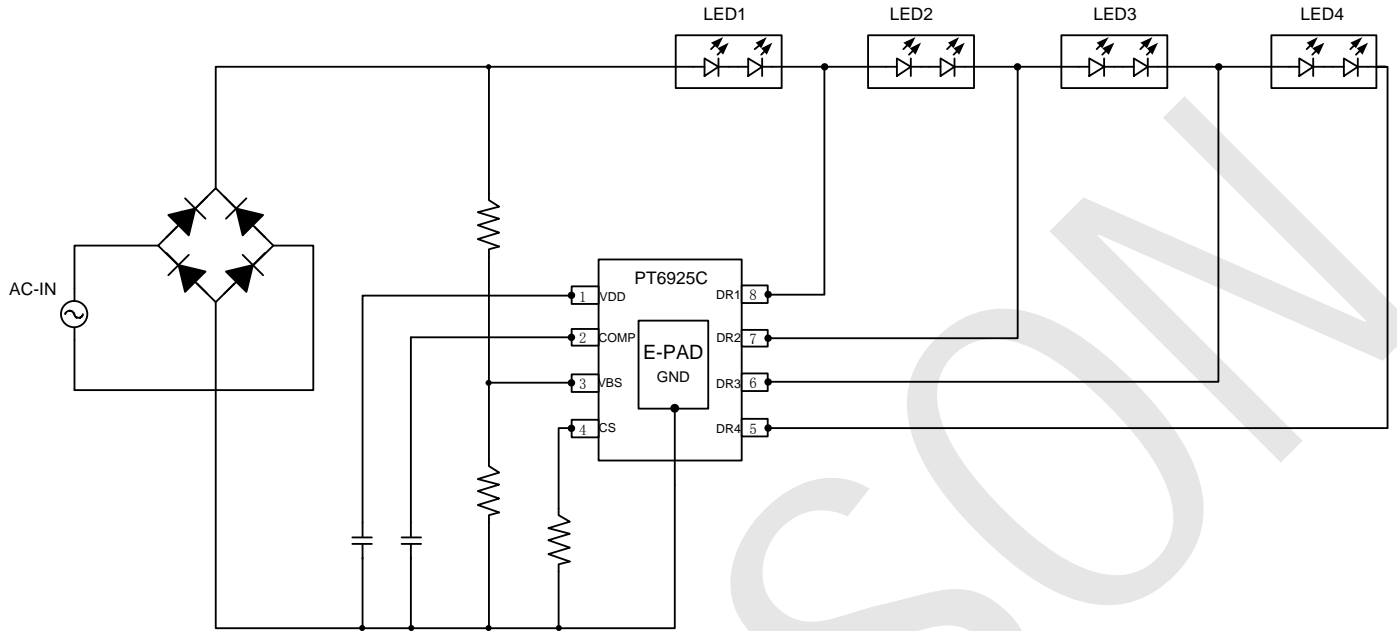 LED1 LED2 LED3 LED4
AC-IN
PT6925C
1 VDD DR1 8
2 COMP DR2 7
E-PAD
GND
3 VBS DR3 6
4 CS DR4 5
SON